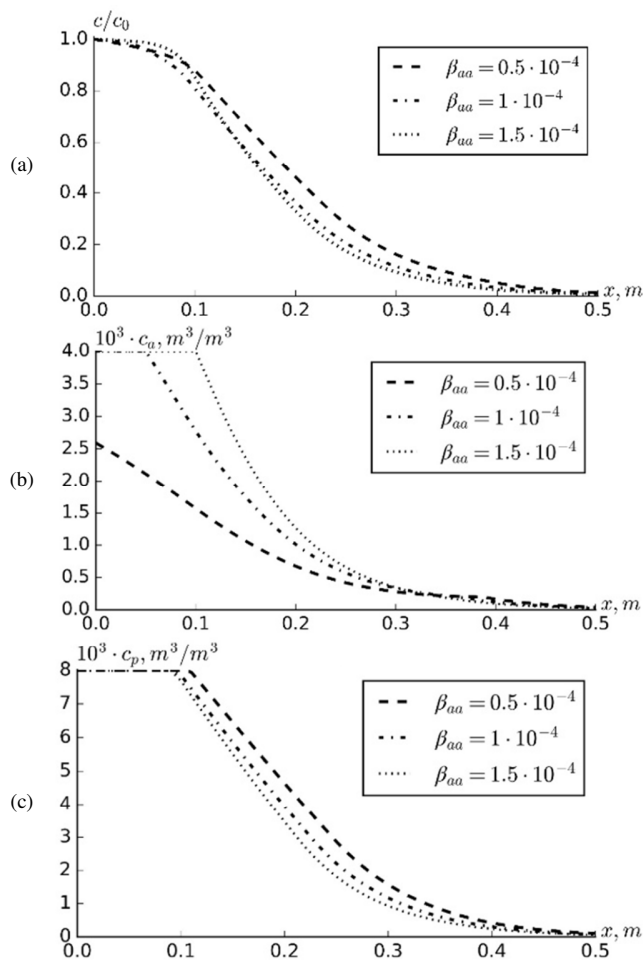 c/c₀
1.0
0.8
0.6
0.4
0.2
0.0
0.0 0.1 0.2 0.3 0.4 0.5
x, m
β_aa = 0.5 · 10⁻⁴
β_aa = 1 · 10⁻⁴
β_aa = 1.5 · 10⁻⁴
(a)
10³ · c_a, m³/m³
4.0
3.5
3.0
2.5
2.0
1.5
1.0
0.5
0.0
0.0 0.1 0.2 0.3 0.4 0.5
x, m
β_aa = 0.5 · 10⁻⁴
β_aa = 1 · 10⁻⁴
β_aa = 1.5 · 10⁻⁴
(b)
10³ · c_p, m³/m³
8
7
6
5
4
3
2
1
0
0.0 0.1 0.2 0.3 0.4 0.5
x, m
β_aa = 0.5 · 10⁻⁴
β_aa = 1 · 10⁻⁴
β_aa = 1.5 · 10⁻⁴
(c)